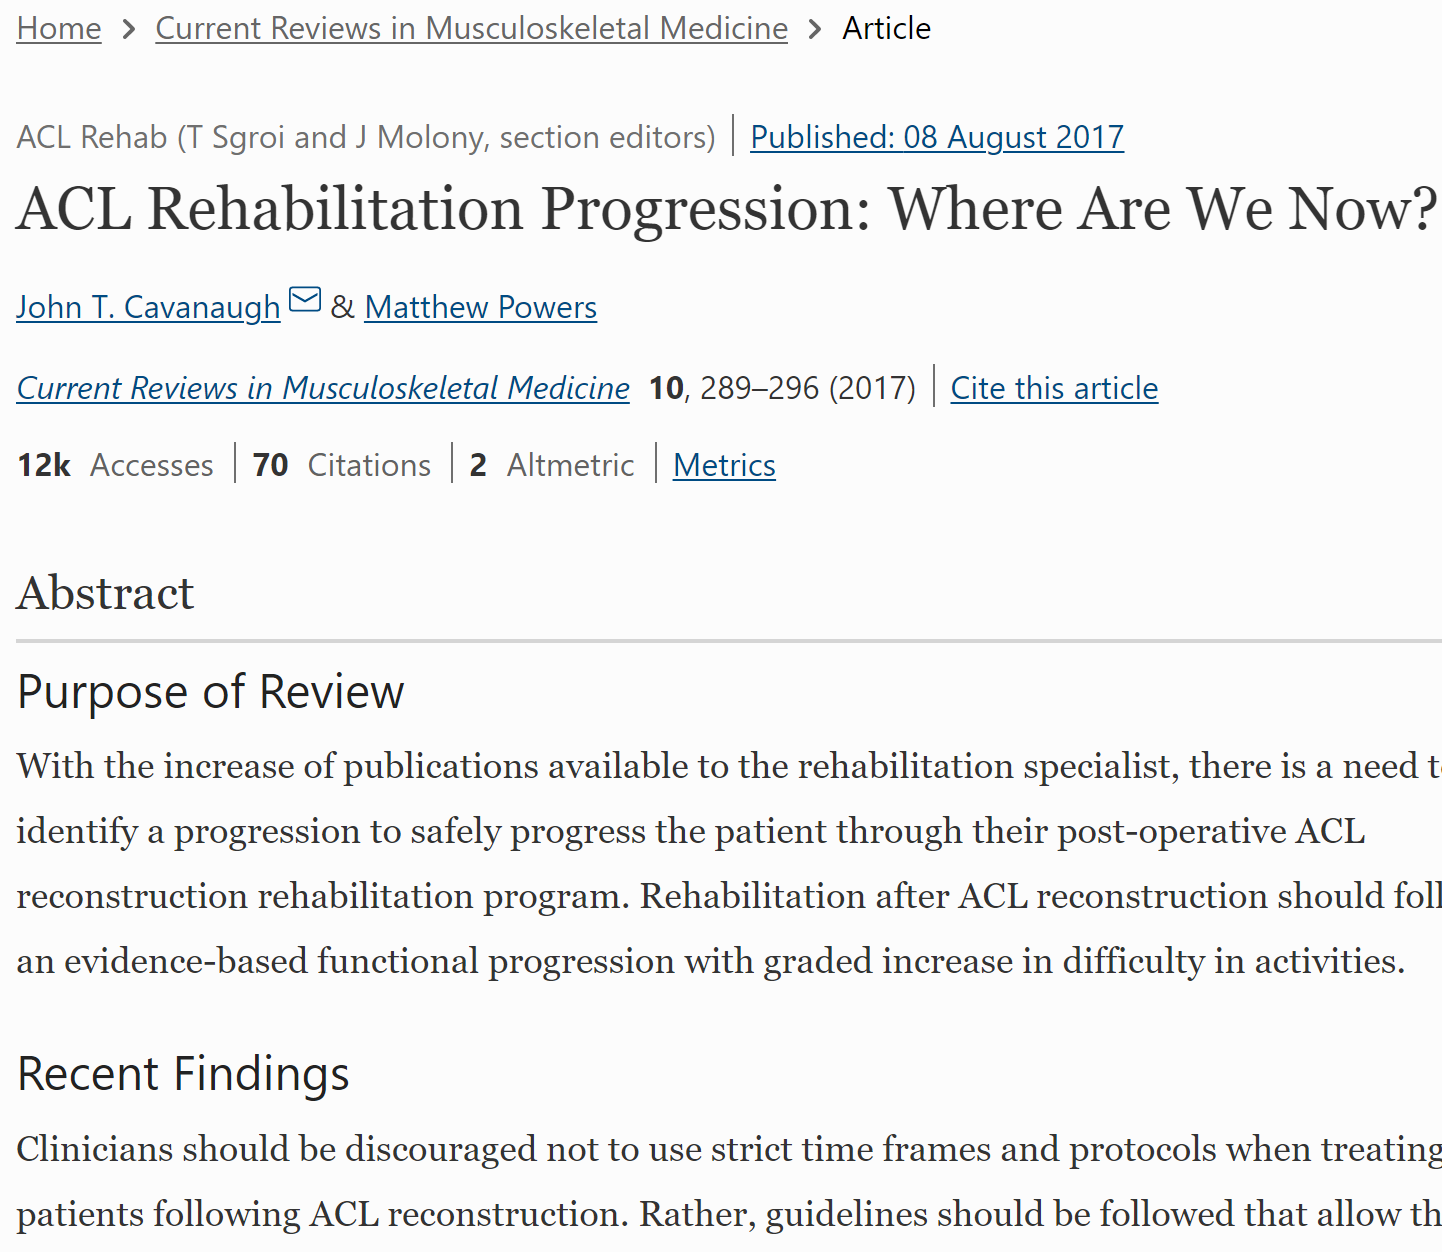 Home > Current Reviews in Musculoskeletal Medicine > Article
ACL Rehab (T Sgroi and J Molony, section editors) | Published: 08 August 2017
ACL Rehabilitation Progression: Where Are We Now?
John T. Cavanaugh & Matthew Powers
Current Reviews in Musculoskeletal Medicine 10, 289–296 (2017) | Cite this article
12k Accesses | 70 Citations | 2 Altmetric | Metrics
Abstract
Purpose of Review
With the increase of publications available to the rehabilitation specialist, there is a need
identify a progression to safely progress the patient through their post-operative ACL
reconstruction rehabilitation program. Rehabilitation after ACL reconstruction should
an evidence-based functional progression with graded increase in difficulty in activities.
Recent Findings
Clinicians should be discouraged not to use strict time frames and protocols when treating
patients following ACL reconstruction. Rather, guidelines should be followed that allow